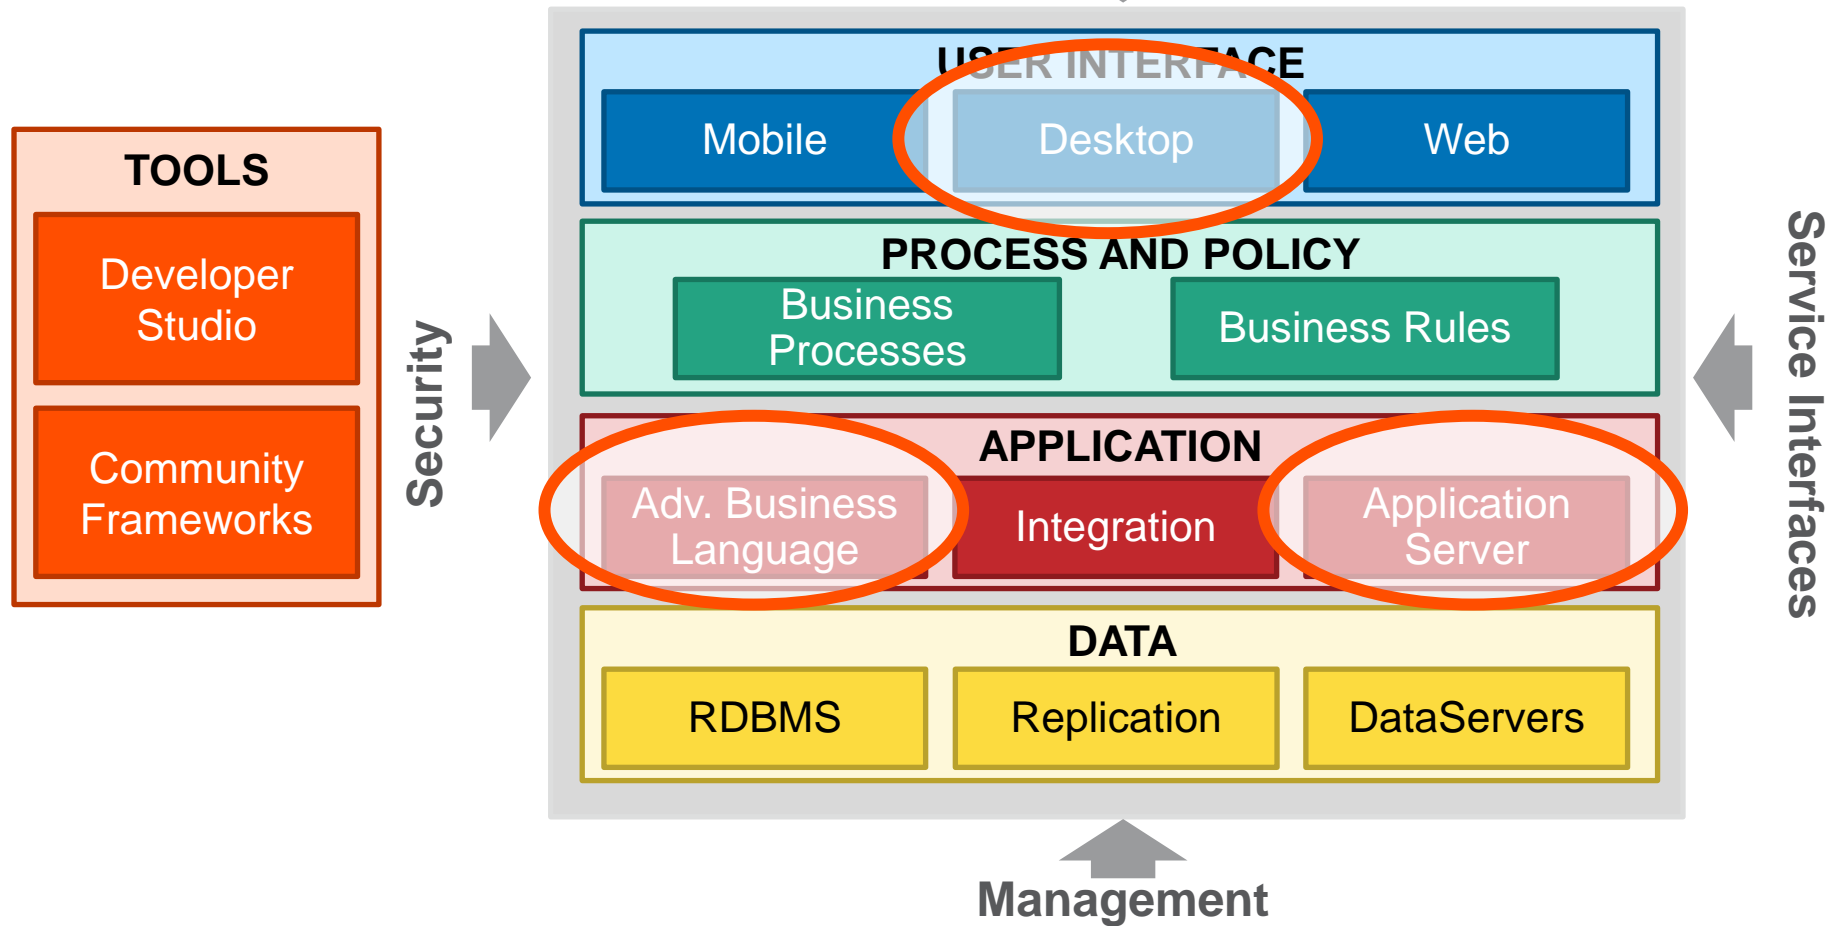 USER INTERFACE
Mobile
Desktop
Web
TOOLS
Developer
Studio
Community
Frameworks
Security
PROCESS AND POLICY
Business
Processes
Business Rules
APPLICATION
Adv. Business
Language
Integration
Application
Server
DATA
RDBMS
Replication
DataServers
Service Interfaces
Management